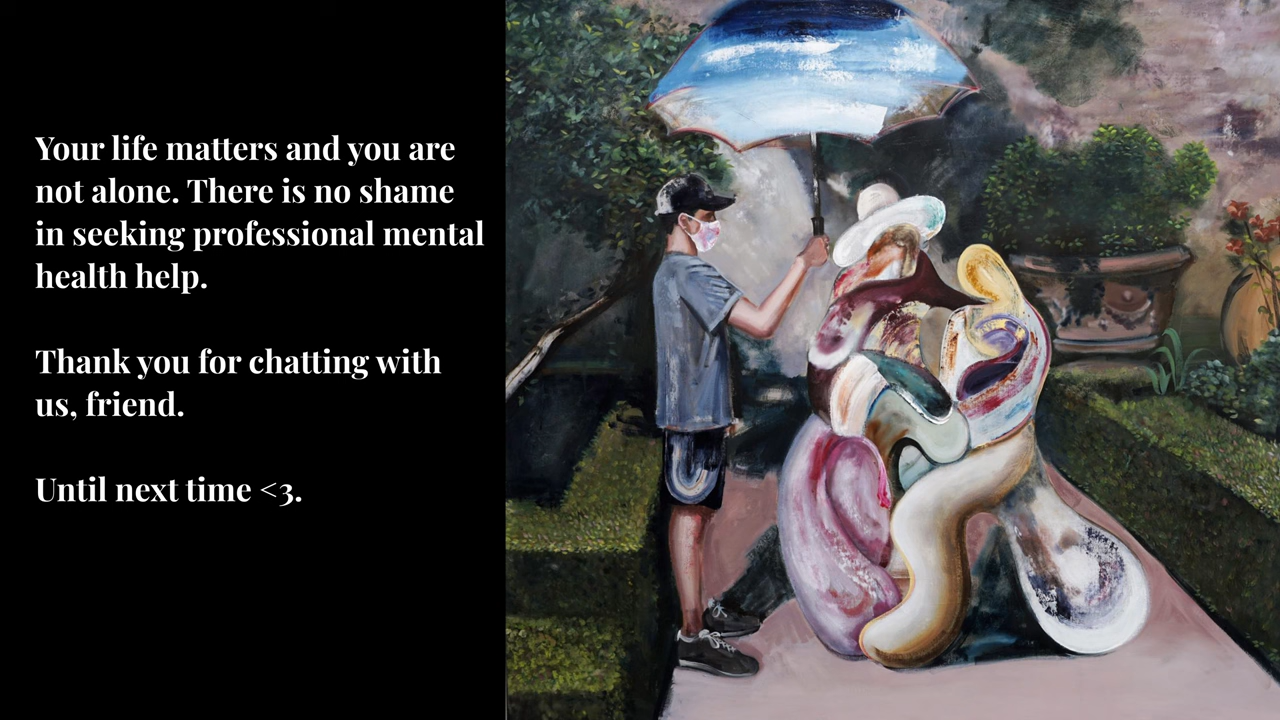 Your life matters and you are
not alone. There is no shame
in seeking professional mental
health help.
Thank you for chatting with
us, friend.
Until next time <3.